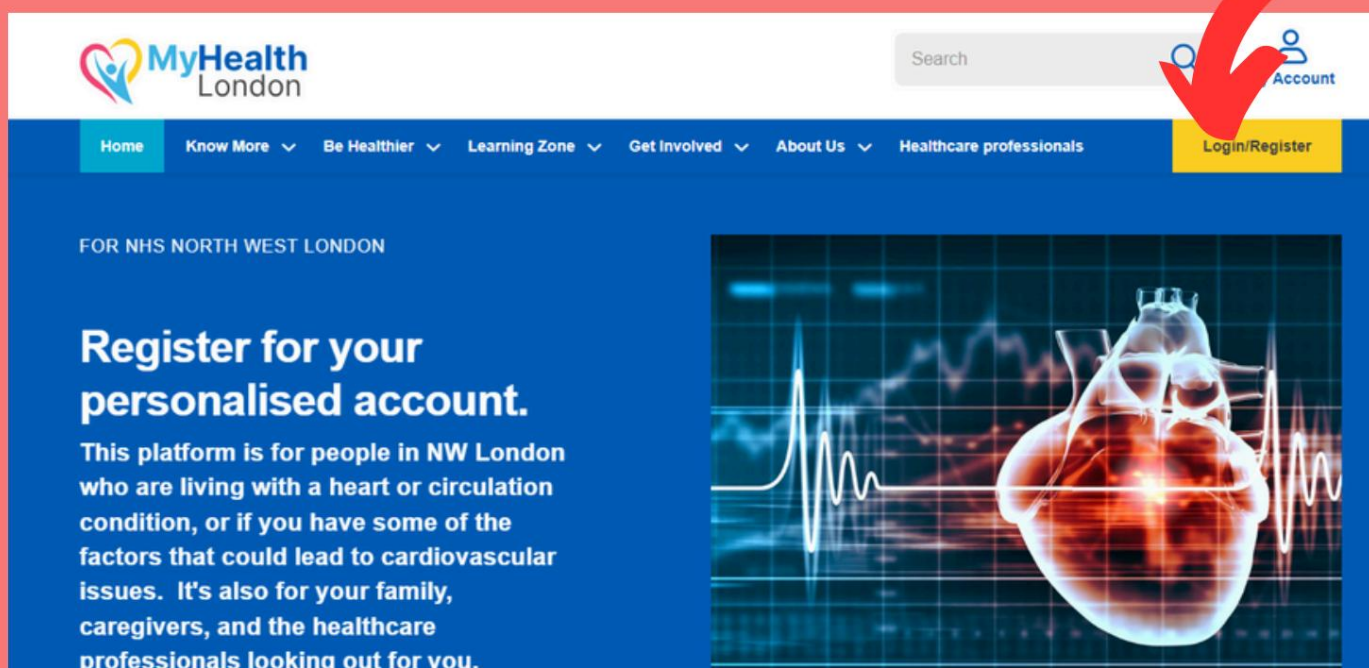 MyHealth
London
Search
Account
Home Know More Be Healthier Learning Zone Get Involved About Us Healthcare professionals Login/Register
FOR NHS NORTH WEST LONDON
Register for your
personalised account.
This platform is for people in NW London
who are living with a heart or circulation
condition, or if you have some of the
factors that could lead to cardiovascular
issues. It's also for your family,
caregivers, and the healthcare
professionals looking out for you.